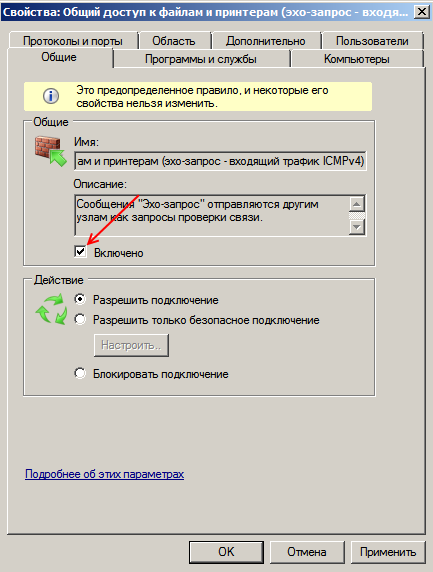 Свойства: Общий доступ к файлам и принтерам (эхо-запрос - входя...
Протоколы и порты Область Дополнительно Пользователи
Общие Программы и службы Компьютеры
Это предопределенное правило, и некоторые его
свойства нельзя изменить.
Общие
Имя:
ам и принтерам (эхо-запрос - входящий трафик ICMPv4)
Описание:
Сообщения "Эхо-запрос" отправляются другим
узлам как запросы проверки связи.
Включено
Действие
Разрешить подключение
Разрешить только безопасное подключение
Настроить..
Блокировать подключение
Подробнее об этих параметрах
OK Отмена Применить